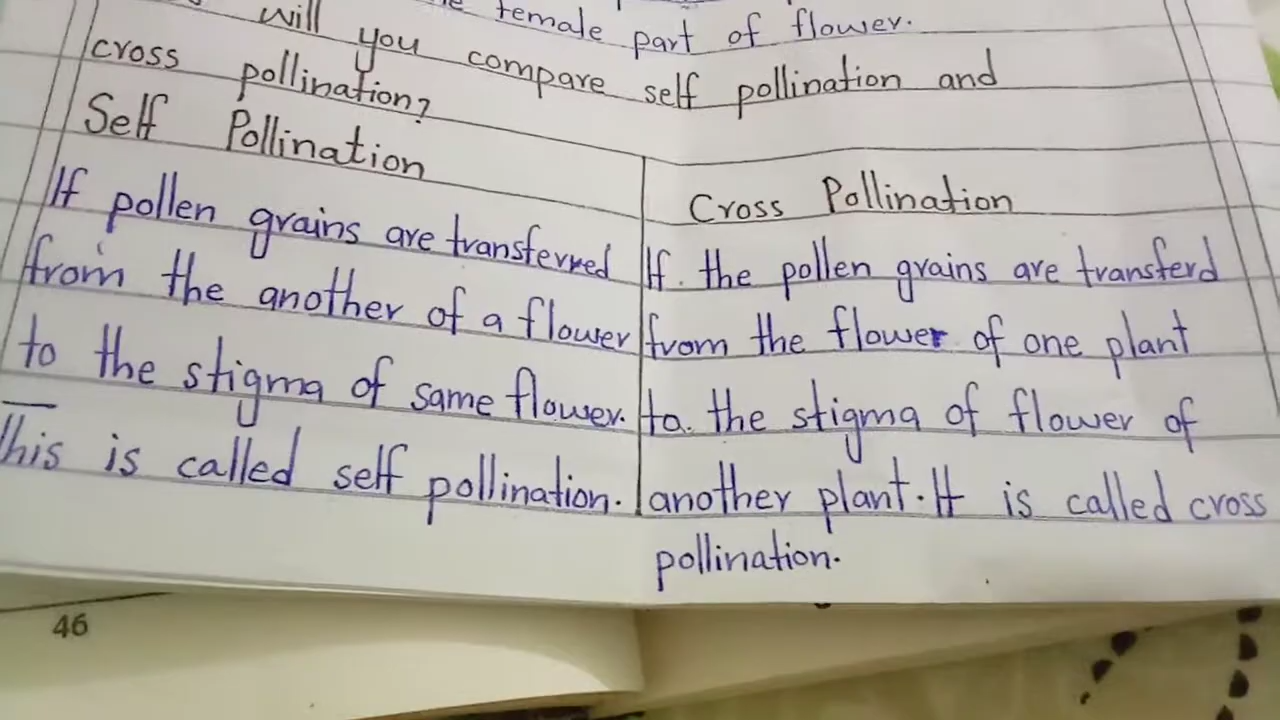 the female part of flower.
will you compare self pollination and
cross pollination?
Self Pollination
If pollen grains are transferred
from the another of a flower
to the stigma of same flower.
This is called self pollination.
Cross Pollination
If the pollen grains are transferd
from the flower of one plant
to the stigma of flower of
another plant. It is called cross
pollination.
46